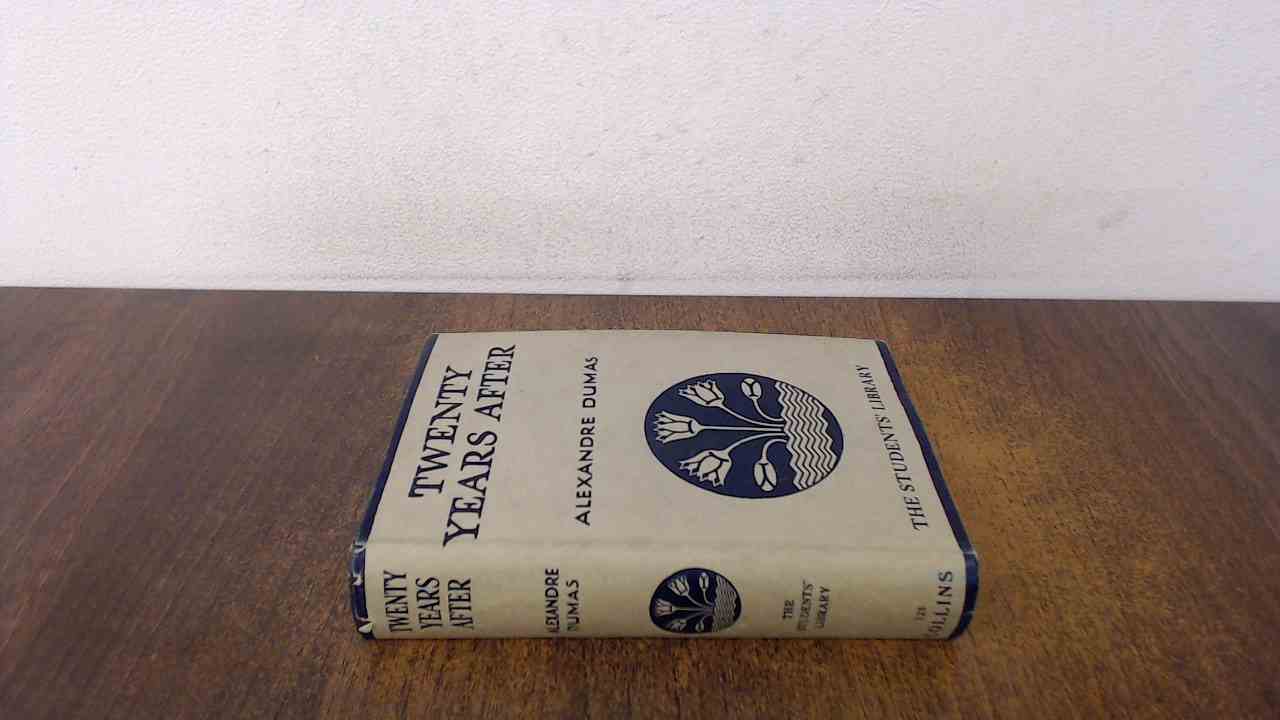 TWENTY
YEARS AFTER
ALEXANDRE DUMAS
THE STUDENTS' LIBRARY
TWENTY
YEARS
AFTER
ALEXANDRE
DUMAS
THE
STUDENTS'
LIBRARY
COLLINS